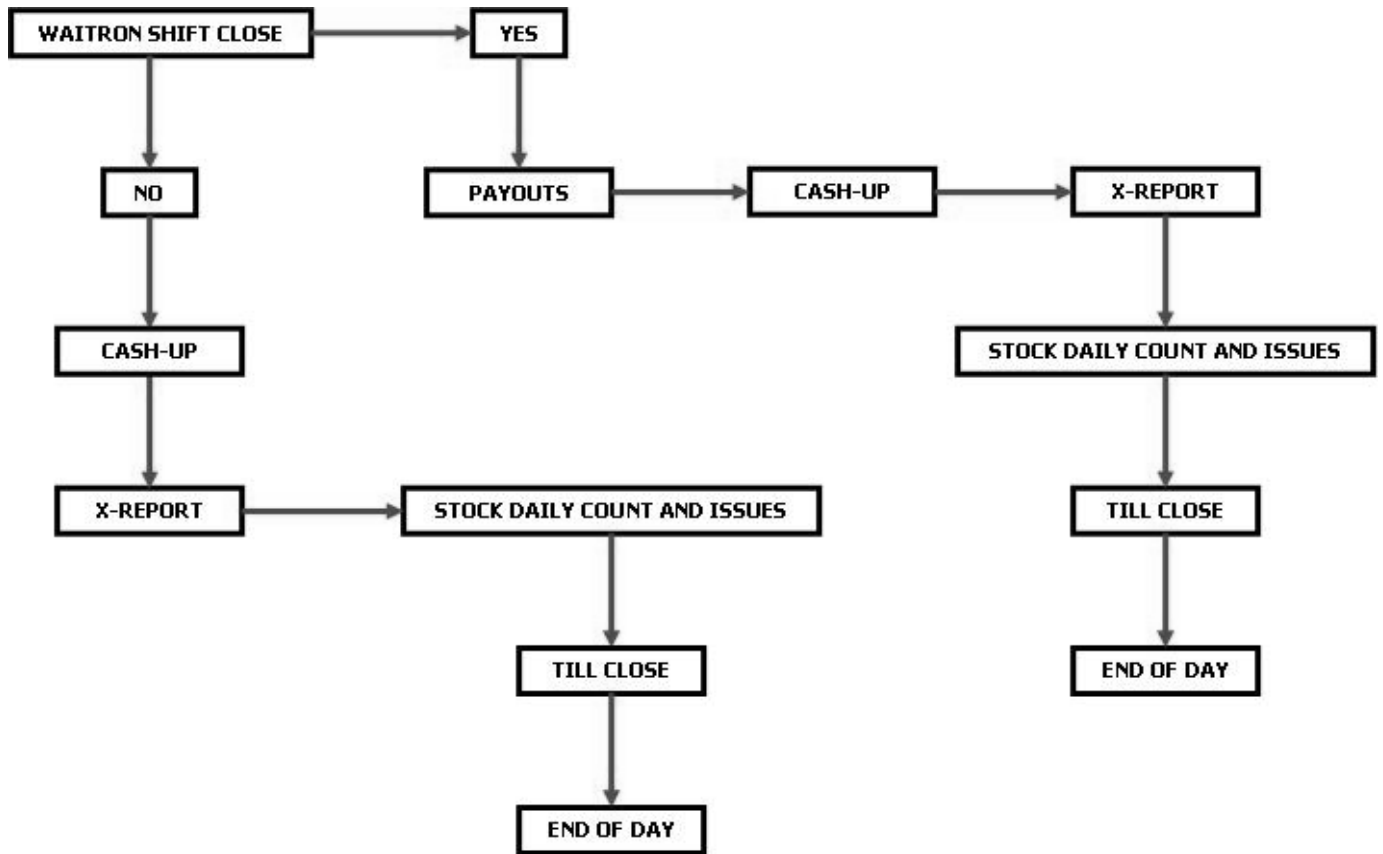 WAITRON SHIFT CLOSE
YES
NO
PAYOUTS
CASH-UP
X-REPORT
CASH-UP
STOCK DAILY COUNT AND ISSUES
X-REPORT
STOCK DAILY COUNT AND ISSUES
TILL CLOSE
TILL CLOSE
END OF DAY
END OF DAY